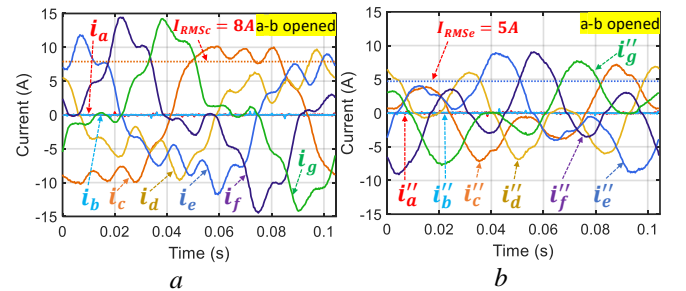 I_RMSc = 8A
a-b opened
15
10
5
0
-5
-10
-15
Current (A)
i_a
i_b
i_c
i_d
i_e
i_f
i_g
0 0.02 0.04 0.06 0.08 0.1
Time (s)
a
I_RMSe = 5A
a-b opened
15
10
5
0
-5
-10
-15
Current (A)
i''_g
i''_a
i''_b
i''_c
i''_d
i''_f
i''_e
0 0.02 0.04 0.06 0.08 0.1
Time (s)
b